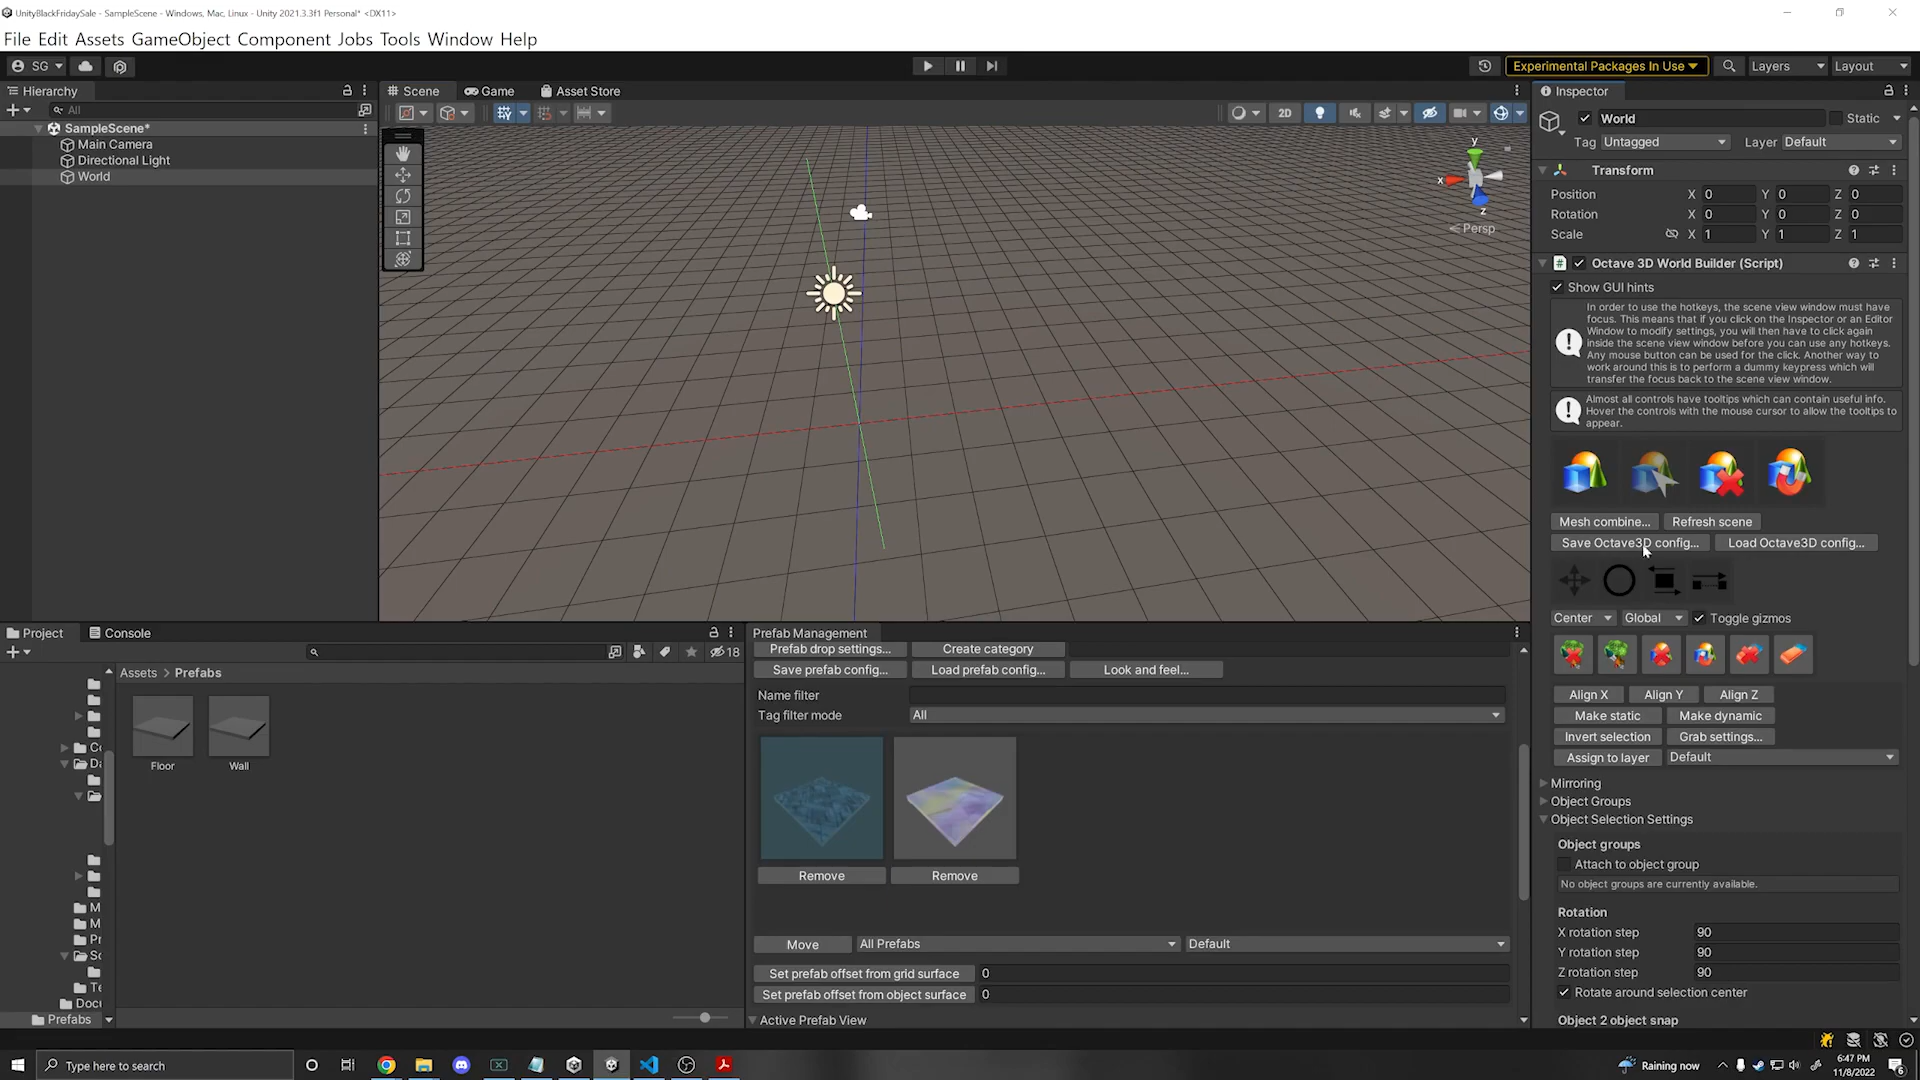 UnityBlackFridaySale - SampleScene - Windows, Mac, Linux - Unity 2021.3.3f1 Personal* <DX11>
File Edit Assets GameObject Component Jobs Tools Window Help
SG
Experimental Packages In Use
Layers
Layout
Hierarchy
All
SampleScene*
Main Camera
Directional Light
World
Scene
Game
Asset Store
2D
y
x
z
Persp
Inspector
World
Static
Tag Untagged
Layer Default
Transform
Position X 0 Y 0 Z 0
Rotation X 0 Y 0 Z 0
Scale X 1 Y 1 Z 1
Octave 3D World Builder (Script)
Show GUI hints
In order to use the hotkeys, the scene view window must have
focus. This means that if you click on the Inspector or an Editor
Window to modify settings, you will then have to click again
inside the scene view window before you can use any hotkeys.
Any mouse button can be used for the click. Another way to
work around this is to perform a dummy keypress which will
transfer the focus back to the scene view window.
Almost all controls have tooltips which can contain useful info.
Hover the controls with the mouse cursor to allow the tooltips to
appear.
Mesh combine... Refresh scene
Save Octave3D config... Load Octave3D config...
Center Global Toggle gizmos
Align X Align Y Align Z
Make static Make dynamic
Invert selection Grab settings...
Assign to layer Default
Mirroring
Object Groups
Object Selection Settings
Object groups
Attach to object group
No object groups are currently available.
Rotation
X rotation step 90
Y rotation step 90
Z rotation step 90
Rotate around selection center
Object 2 object snap
Project
Console
18
Assets > Prefabs
Floor
Wall
Prefabs
Prefab Management
Prefab drop settings... Create category
Save prefab config... Load prefab config... Look and feel...
Name filter
Tag filter mode All
Remove
Remove
Move All Prefabs Default
Set prefab offset from grid surface 0
Set prefab offset from object surface 0
Active Prefab View
Type here to search
Raining now
6:47 PM
11/8/2022
6